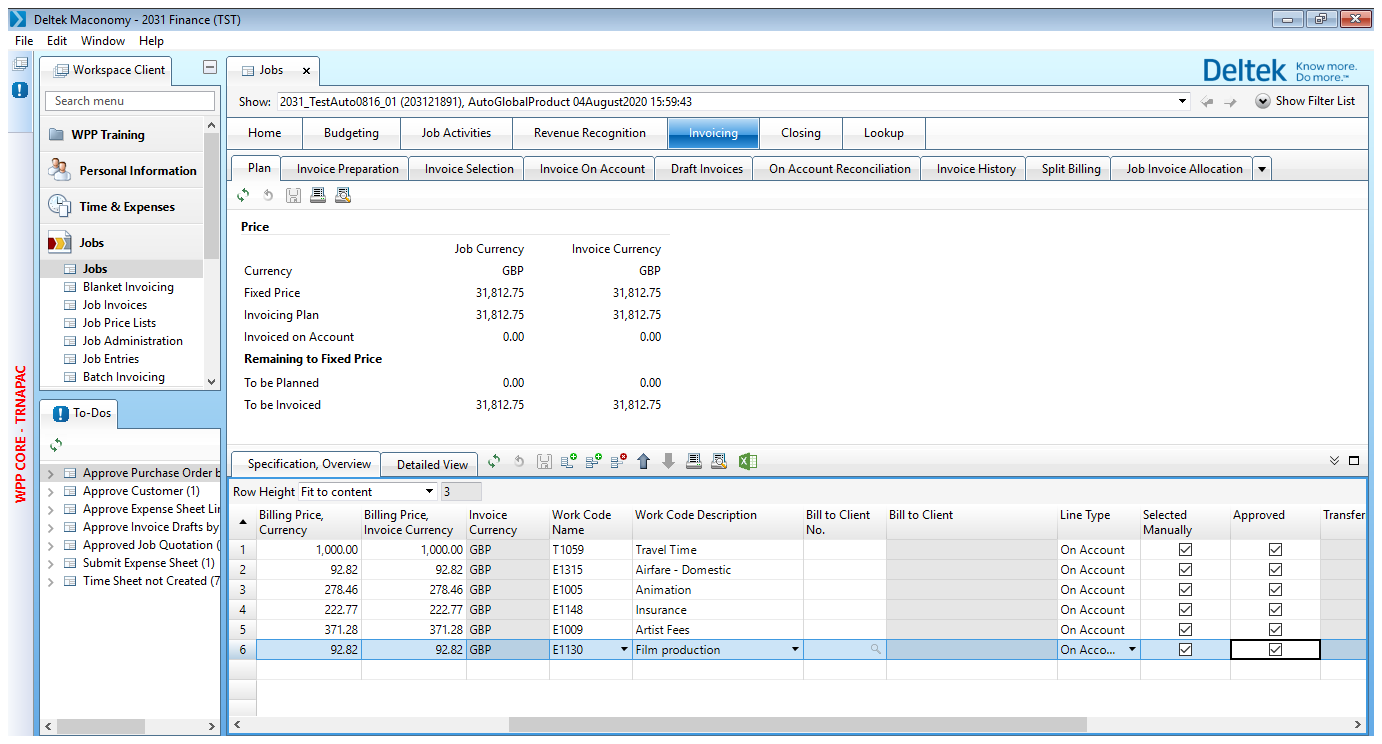 Deltek Maconomy - 2031 Finance (TST)
File Edit Window Help
Workspace Client
Search menu
WPP Training
Personal Information
Time & Expenses
Jobs
Jobs
Blanket Invoicing
Job Invoices
Job Price Lists
Job Administration
Job Entries
Batch Invoicing
WPP CORE - TRNAPAC
To-Dos
Approve Purchase Order b
Approve Customer (1)
Approve Expense Sheet Lin
Approve Invoice Drafts by
Approved Job Quotation (
Submit Expense Sheet (1)
Time Sheet not Created (7
Jobs
Deltek Know more. Do more.™
Show: 2031_TestAuto0816_01 (203121891), AutoGlobalProduct 04August2020 15:59:43 Show Filter List
Home Budgeting Job Activities Revenue Recognition Invoicing Closing Lookup
Plan Invoice Preparation Invoice Selection Invoice On Account Draft Invoices On Account Reconciliation Invoice History Split Billing Job Invoice Allocation
Price
Job Currency Invoice Currency
Currency GBP GBP
Fixed Price 31,812.75 31,812.75
Invoicing Plan 31,812.75 31,812.75
Invoiced on Account 0.00 0.00
Remaining to Fixed Price
To be Planned 0.00 0.00
To be Invoiced 31,812.75 31,812.75
Specification, Overview Detailed View
Row Height Fit to content 3
Billing Price, Currency Billing Price, Invoice Currency Invoice Currency Work Code Name Work Code Description Bill to Client No. Bill to Client Line Type Selected Manually Approved Transfer
1 1,000.00 1,000.00 GBP T1059 Travel Time On Account
2 92.82 92.82 GBP E1315 Airfare - Domestic On Account
3 278.46 278.46 GBP E1005 Animation On Account
4 222.77 222.77 GBP E1148 Insurance On Account
5 371.28 371.28 GBP E1009 Artist Fees On Account
6 92.82 92.82 GBP E1130 Film production On Acco...